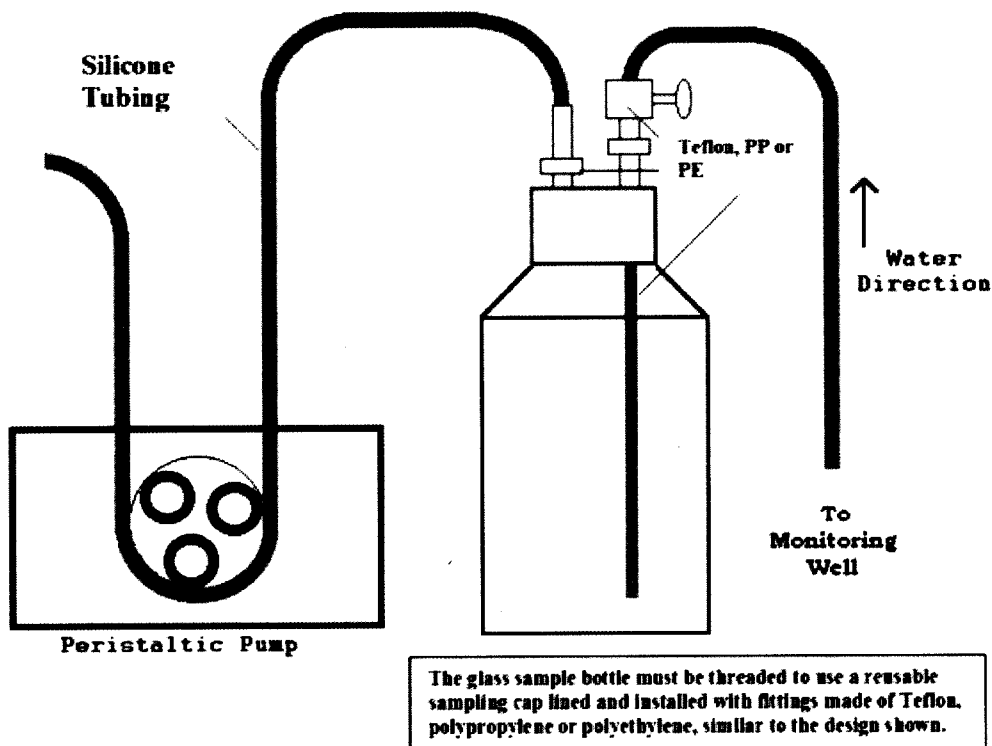 Silicone
Tubing
Teflon, PP or
PE
Water
Direction
To
Monitoring
Well
Peristaltic Pump
The glass sample bottle must be threaded to use a reusable
sampling cap lined and installed with fittings made of Teflon,
polypropylene or polyethylene, similar to the design shown.